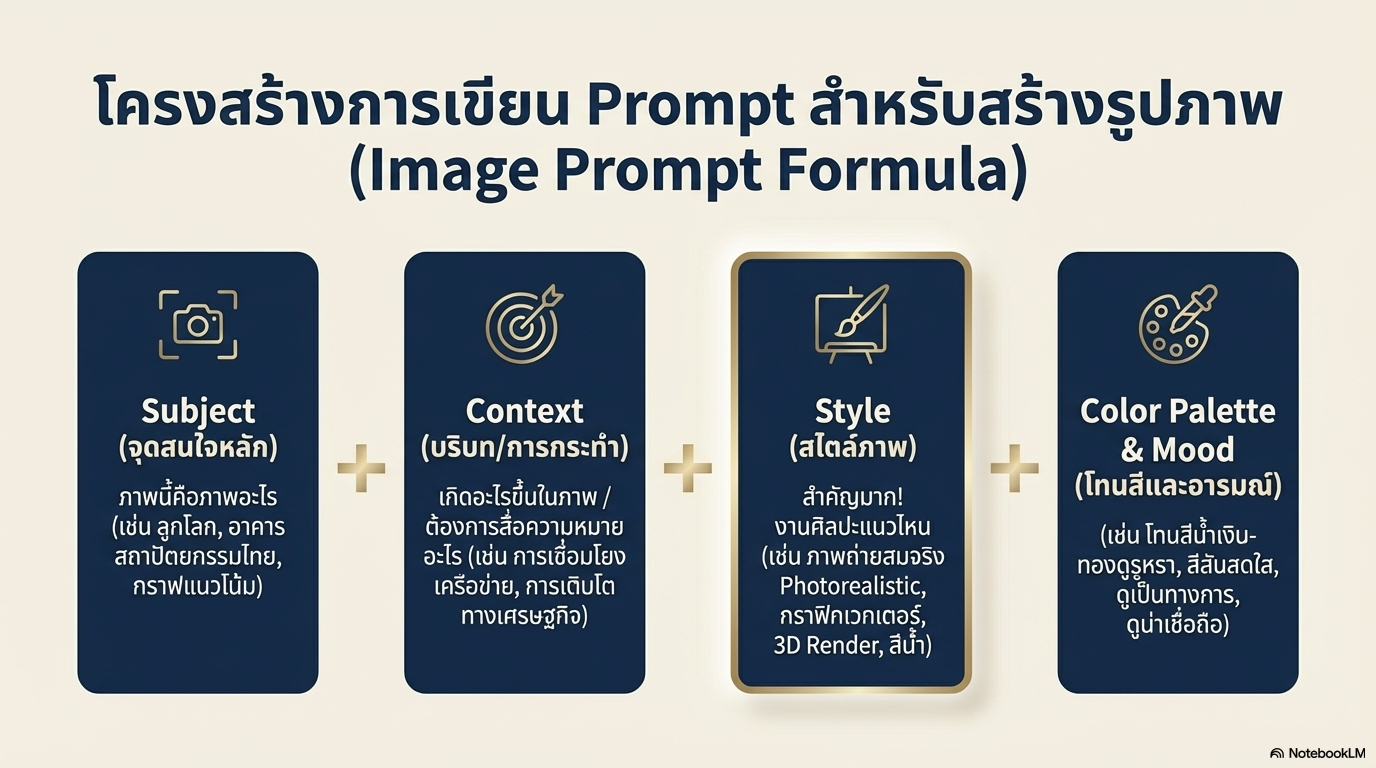 โครงสร้างการเขียน Prompt สำหรับสร้างรูปภาพ
(Image Prompt Formula)
Subject
(จุดสนใจหลัก)
ภาพนี้คือภาพอะไร
(เช่น ลูกโลก, อาคาร
สถาปัตยกรรมไทย,
กราฟแนวโน้ม)
+
Context
(บริบท/การกระทำ)
เกิดอะไรขึ้นในภาพ /
ต้องการสื่อความหมาย
อะไร (เช่น การเชื่อมโยง
เครือข่าย, การเติบโต
ทางเศรษฐกิจ)
+
Style
(สไตล์ภาพ)
สำคัญมาก!
งานศิลปะแนวไหน
(เช่น ภาพถ่ายสมจริง
Photorealistic,
กราฟิกเวกเตอร์,
3D Render, สีน้ำ)
+
Color Palette
& Mood
(โทนสีและอารมณ์)
(เช่น โทนสีน้ำเงิน-
ทองดูรูหรา, สีสันสดใส,
ดูเป็นทางการ,
ดูน่าเชื่อถือ)
NotebookLM